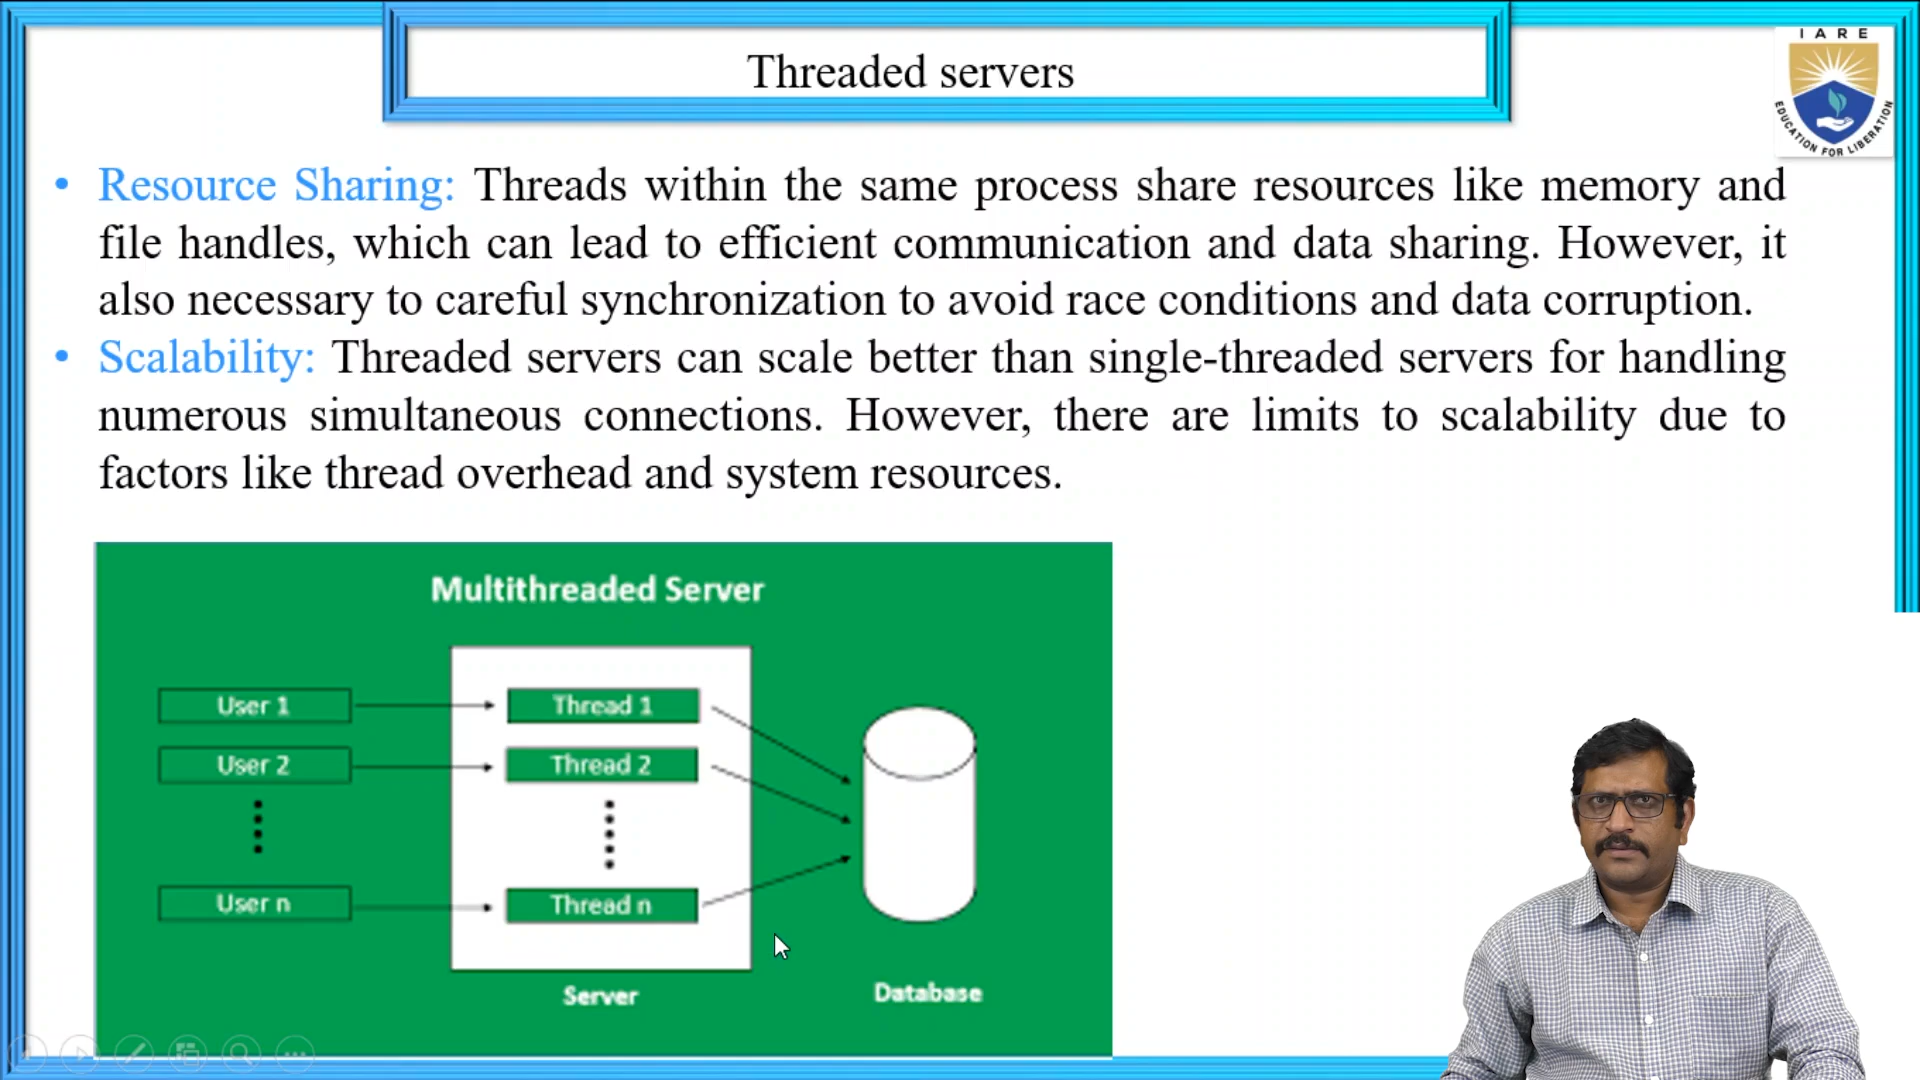 Threaded servers
I A R E
EDUCATION FOR LIBERATION
• Resource Sharing: Threads within the same process share resources like memory and
file handles, which can lead to efficient communication and data sharing. However, it
also necessary to careful synchronization to avoid race conditions and data corruption.
• Scalability: Threaded servers can scale better than single-threaded servers for handling
numerous simultaneous connections. However, there are limits to scalability due to
factors like thread overhead and system resources.
Multithreaded Server
User 1
Thread 1
User 2
Thread 2
User n
Thread n
Server
Database